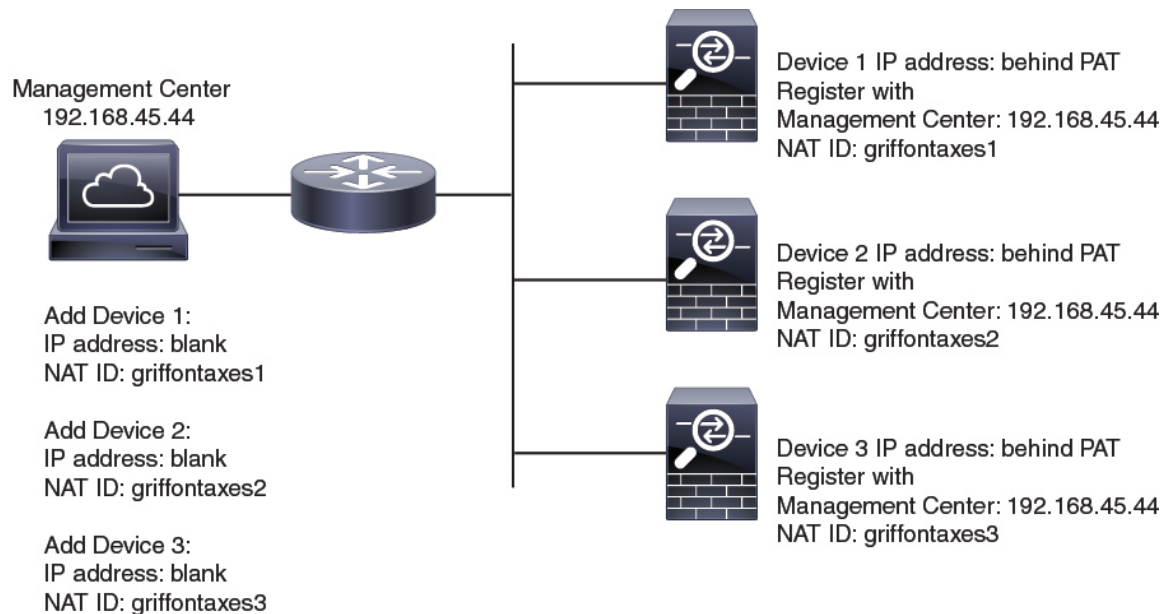 Management Center
192.168.45.44
Add Device 1:
IP address: blank
NAT ID: griffontaxes1
Add Device 2:
IP address: blank
NAT ID: griffontaxes2
Add Device 3:
IP address: blank
NAT ID: griffontaxes3
Device 1 IP address: behind PAT
Register with
Management Center: 192.168.45.44
NAT ID: griffontaxes1
Device 2 IP address: behind PAT
Register with
Management Center: 192.168.45.44
NAT ID: griffontaxes2
Device 3 IP address: behind PAT
Register with
Management Center: 192.168.45.44
NAT ID: griffontaxes3